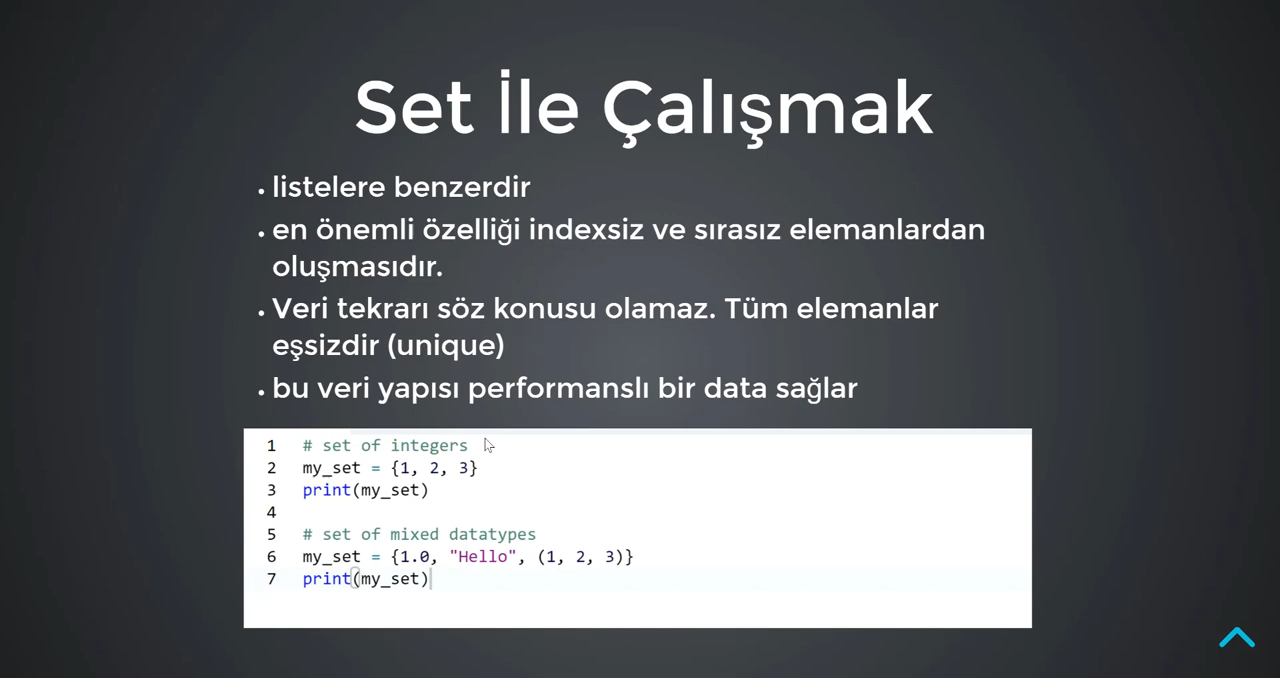 Set İle Çalışmak
• listelere benzerdir
• en önemli özelliği indexsiz ve sırasız elemanlardan
oluşmasıdır.
• Veri tekrarı söz konusu olamaz. Tüm elemanlar
eşsizdir (unique)
• bu veri yapısı performanslı bir data sağlar
1 # set of integers
2 my_set = {1, 2, 3}
3 print(my_set)
4
5 # set of mixed datatypes
6 my_set = {1.0, "Hello", (1, 2, 3)}
7 print(my_set)